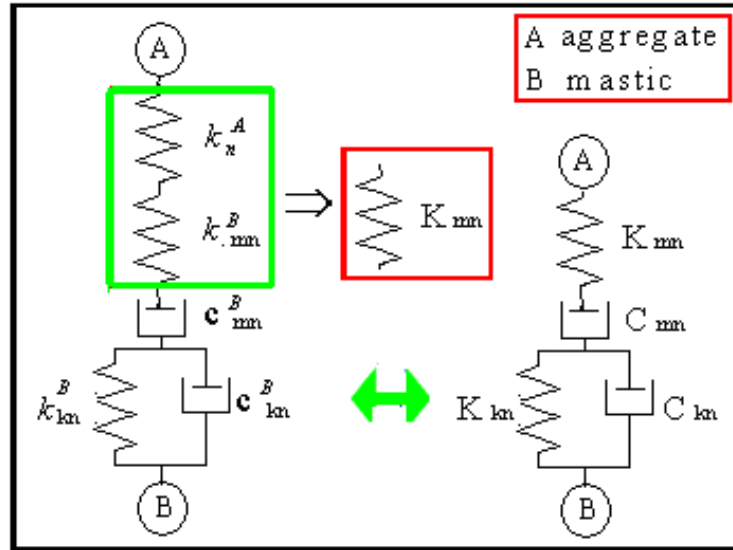 A
A aggregate
B mastic
k_n^A
A
k_mn^B
K mn
K mn
c_mn^B
C mn
k_kn^B
c_kn^B
K kn
C kn
B
B